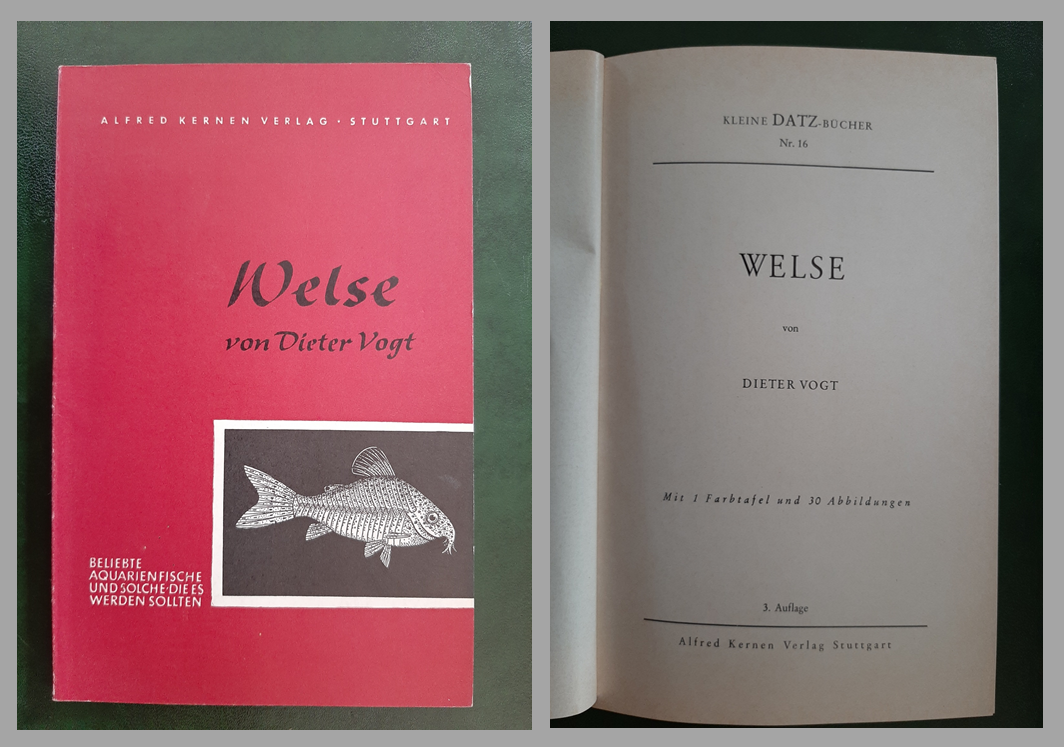 ALFRED KERNEN VERLAG · STUTTGART
Welse
von Dieter Vogt
BELIEBTE
AQUARIENFISCHE
UND SOLCHE·DIE ES
WERDEN SOLLTEN
KLEINE DATZ-BÜCHER
Nr. 16
WELSE
von
DIETER VOGT
Mit 1 Farbtafel und 30 Abbildungen
3. Auflage
Alfred Kernen Verlag Stuttgart